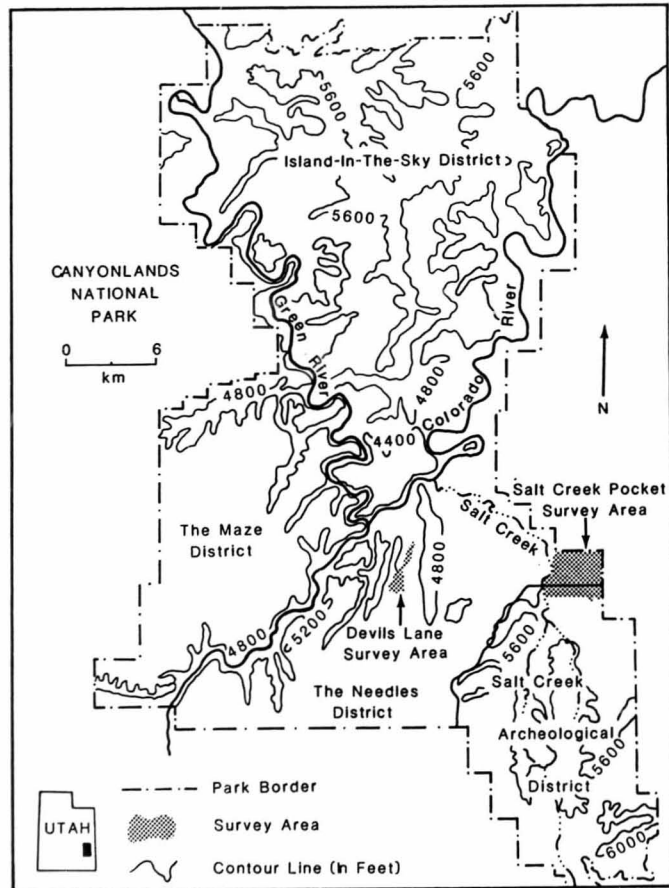 5600
5600
Island-In-The-Sky District
5600
CANYONLANDS
NATIONAL
PARK
0 6
km
Green
River
River
Colorado
N
4800
4800
4400
Salt Creek Pocket
Survey Area
Salt Creek
The Maze
District
4800
Devils Lane
Survey Area
4800
5200
5600
The Needles
District
Salt Creek
Archeological
District
5600
6000
UTAH
Park Border
Survey Area
Contour Line (In Feet)